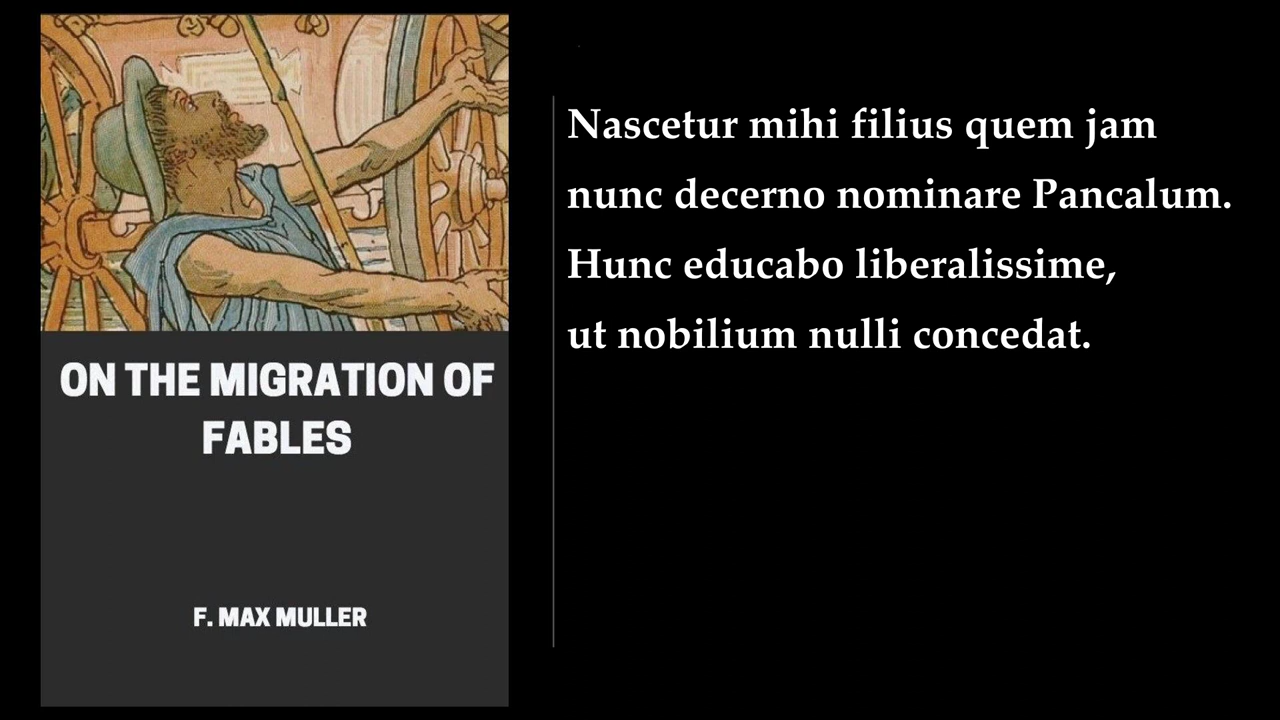 ON THE MIGRATION OF
FABLES
F. MAX MULLER
Nascetur mihi filius quem jam
nunc decerno nominare Pancalum.
Hunc educabo liberalissime,
ut nobilium nulli concedat.